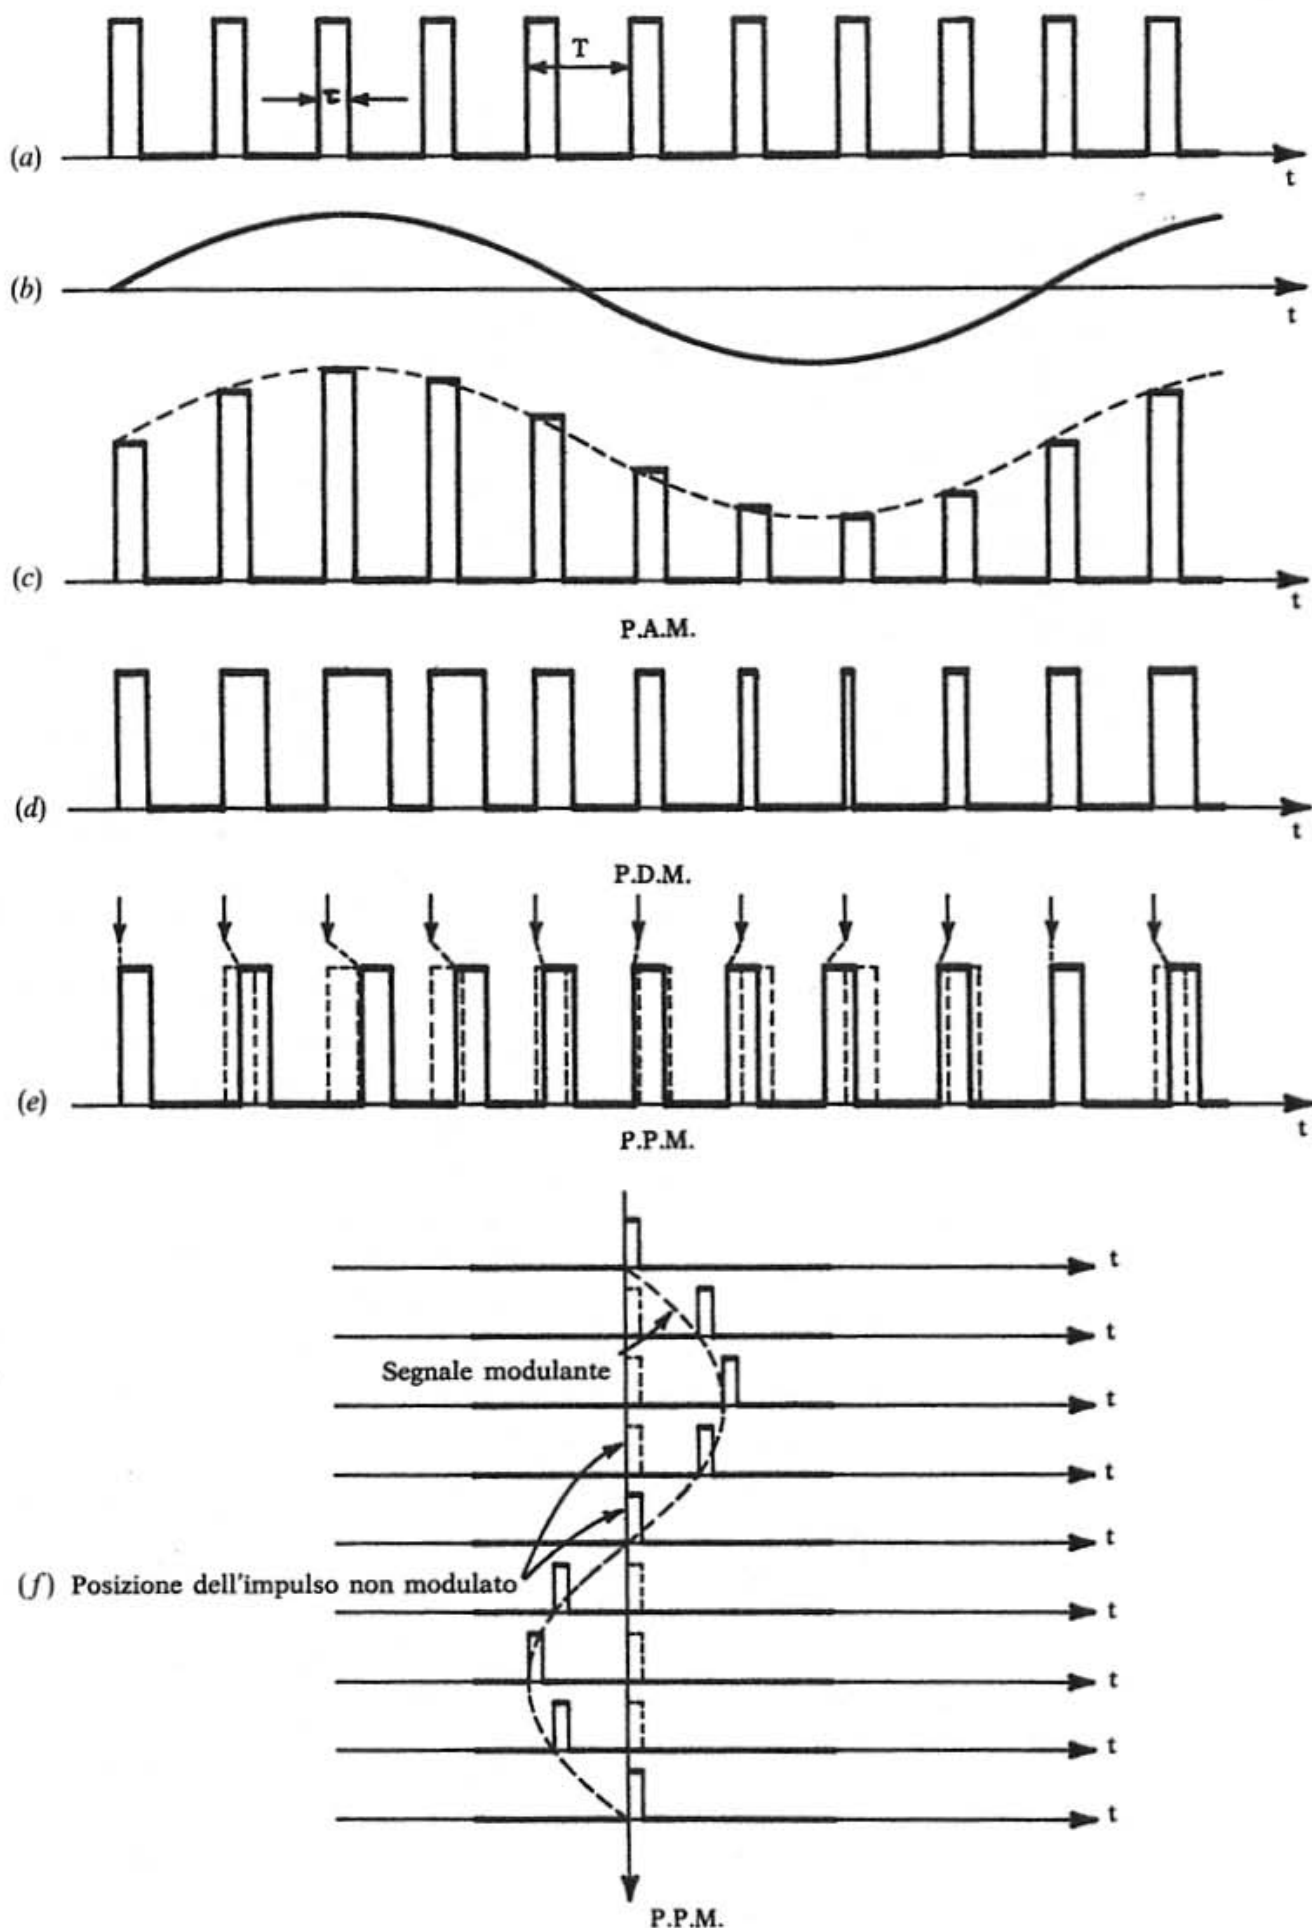 T
τ
(a)
t
(b)
t
(c)
t
P.A.M.
(d)
t
P.D.M.
(e)
t
P.P.M.
t
t
Segnale modulante
t
t
t
(f) Posizione dell'impulso non modulato
t
t
t
t
P.P.M.